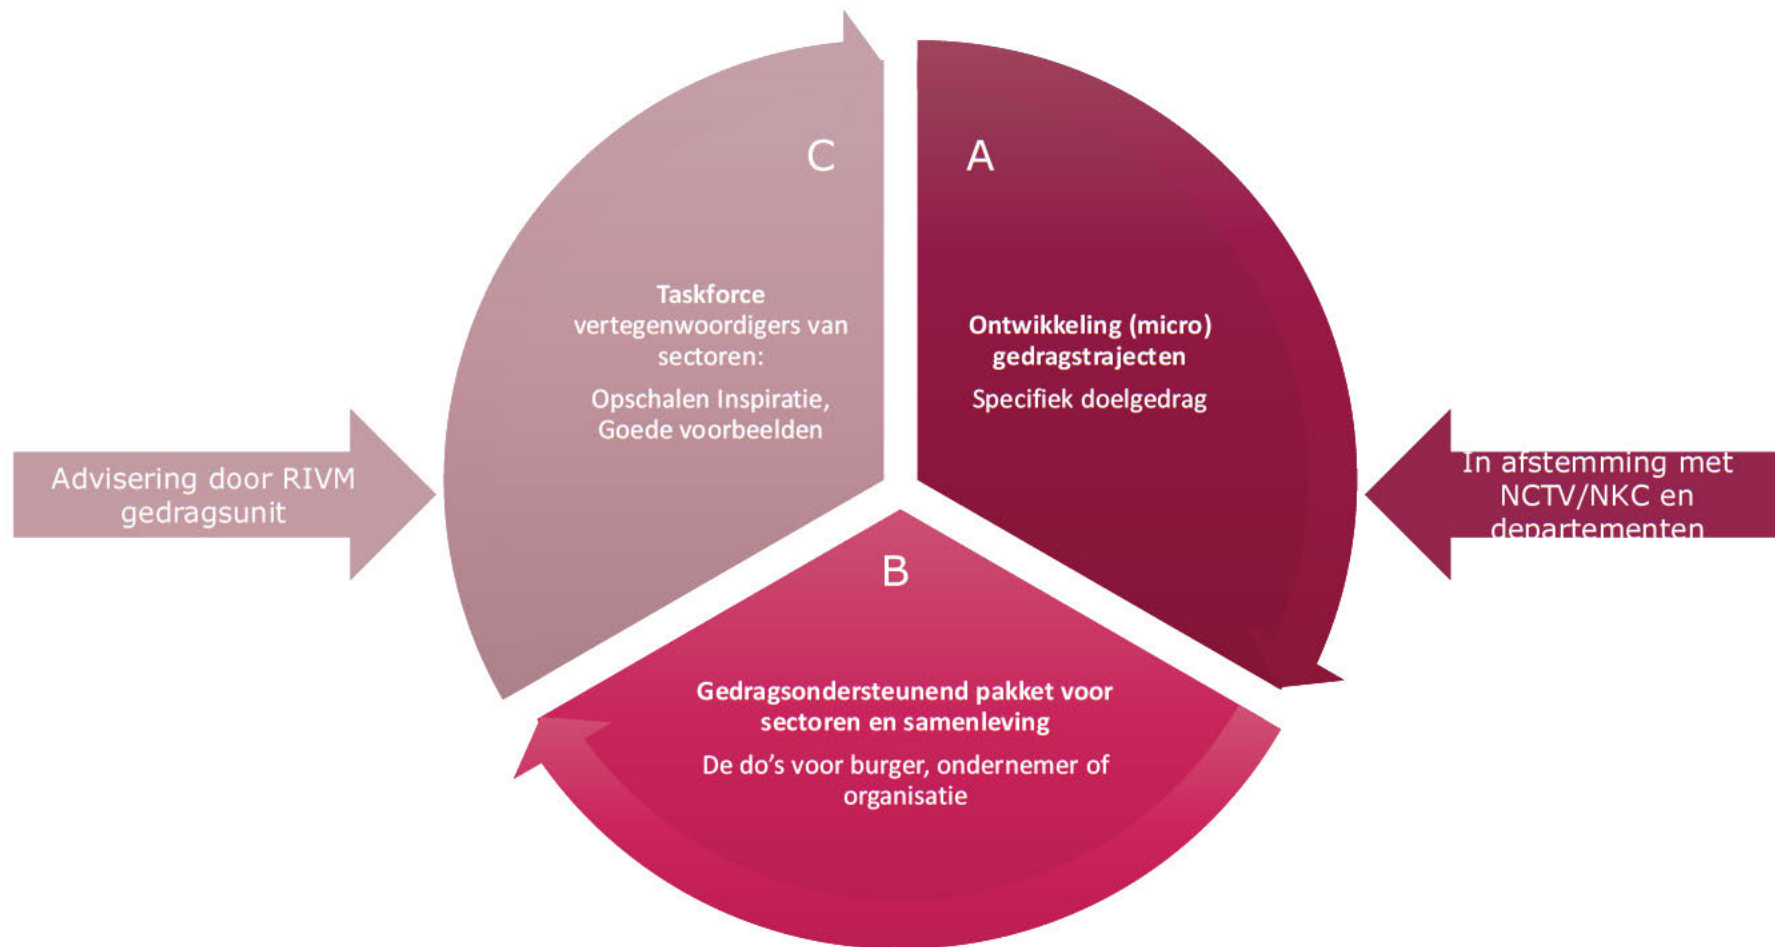 C
Taskforce
vertegenwoordigers van
sectoren:
Opschalen Inspiratie,
Goede voorbeelden
A
Ontwikkeling (micro)
gedragstrajecten
Specifiek doelgedrag
Advisering door RIVM
gedragsunit
In afstemming met
NCTV/NKC en
departementen
B
Gedragsondersteunend pakket voor
sectoren en samenleving
De do’s voor burger, ondernemer of
organisatie